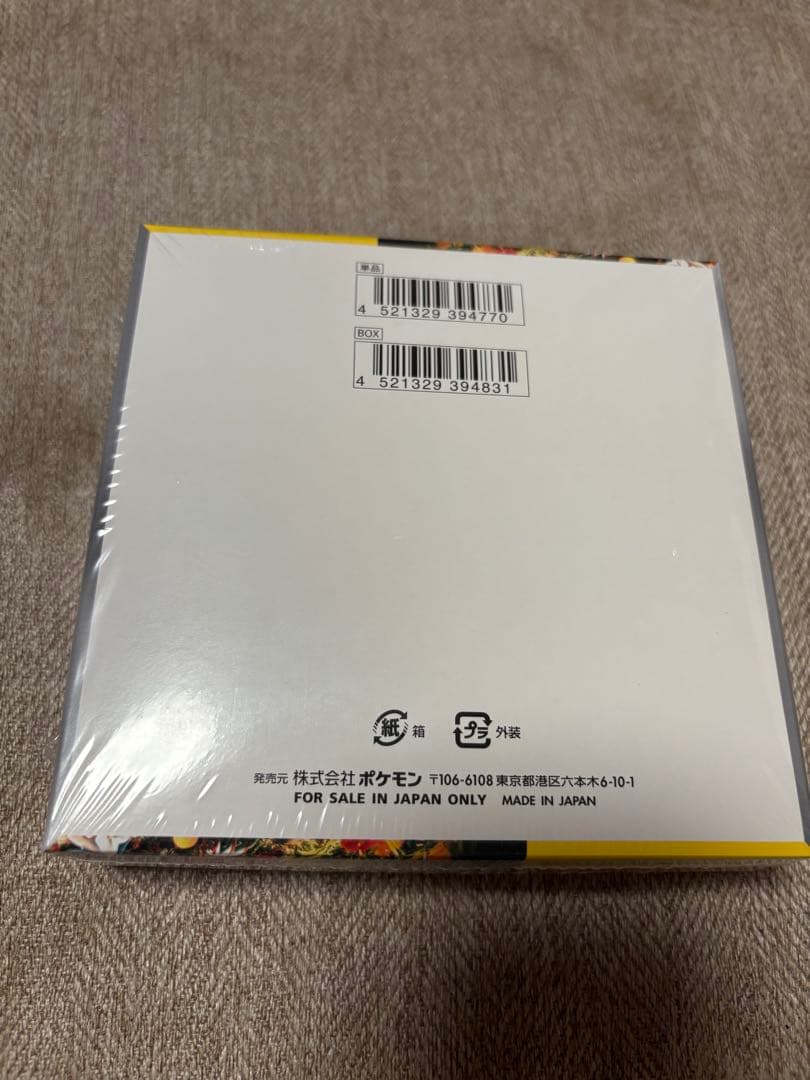 単品
4 521329 394770
BOX
4 521329 394831
紙 箱
プラ 外装
発売元 株式会社 ポケモン 〒106-6108 東京都港区六本木6-10-1
FOR SALE IN JAPAN ONLY MADE IN JAPAN